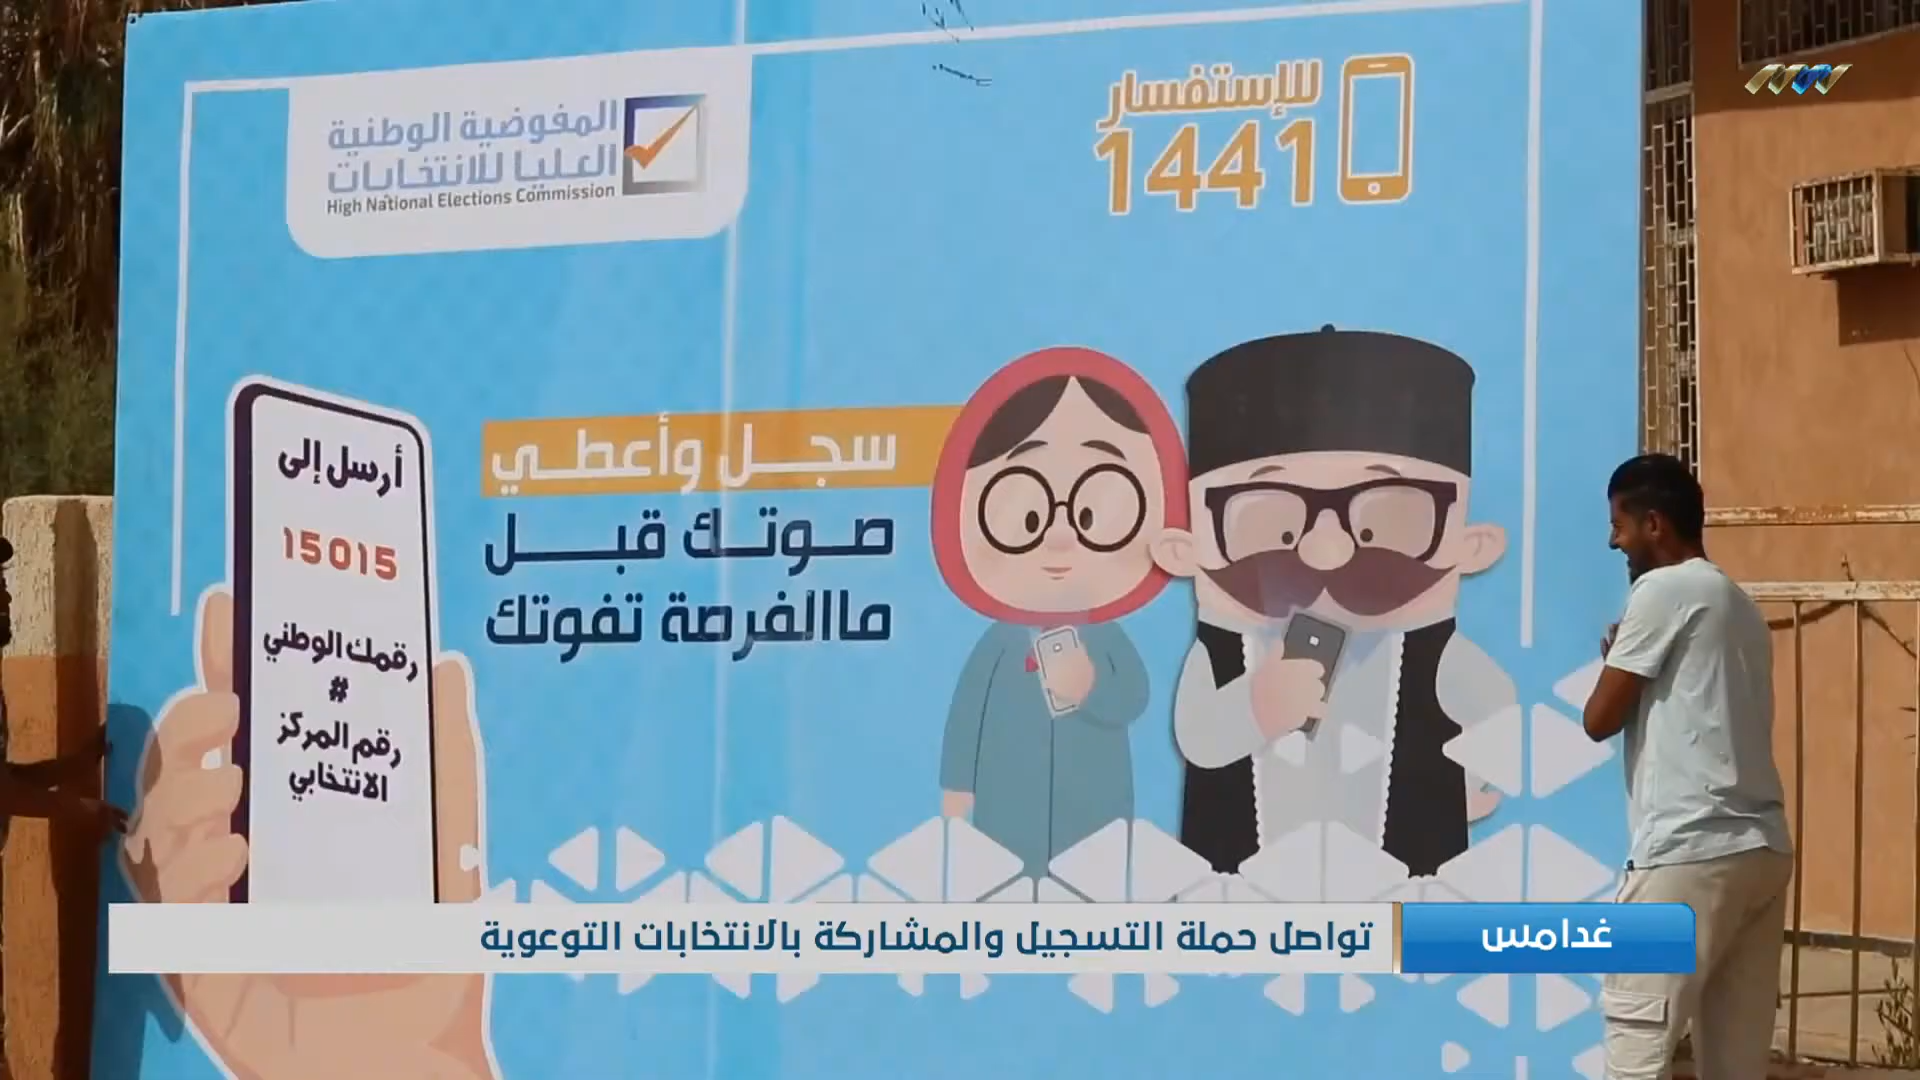 المفوضية الوطنية
العليا للانتخابات
High National Elections Commission
للإستفسار
1441
سجل وأعطي
صوتك قبل
ماالفرصة تفوتك
أرسل إلى
15015
رقمك الوطني
#
رقم المركز
الانتخابي
غدامس
تواصل حملة التسجيل والمشاركة بالانتخابات التوعوية